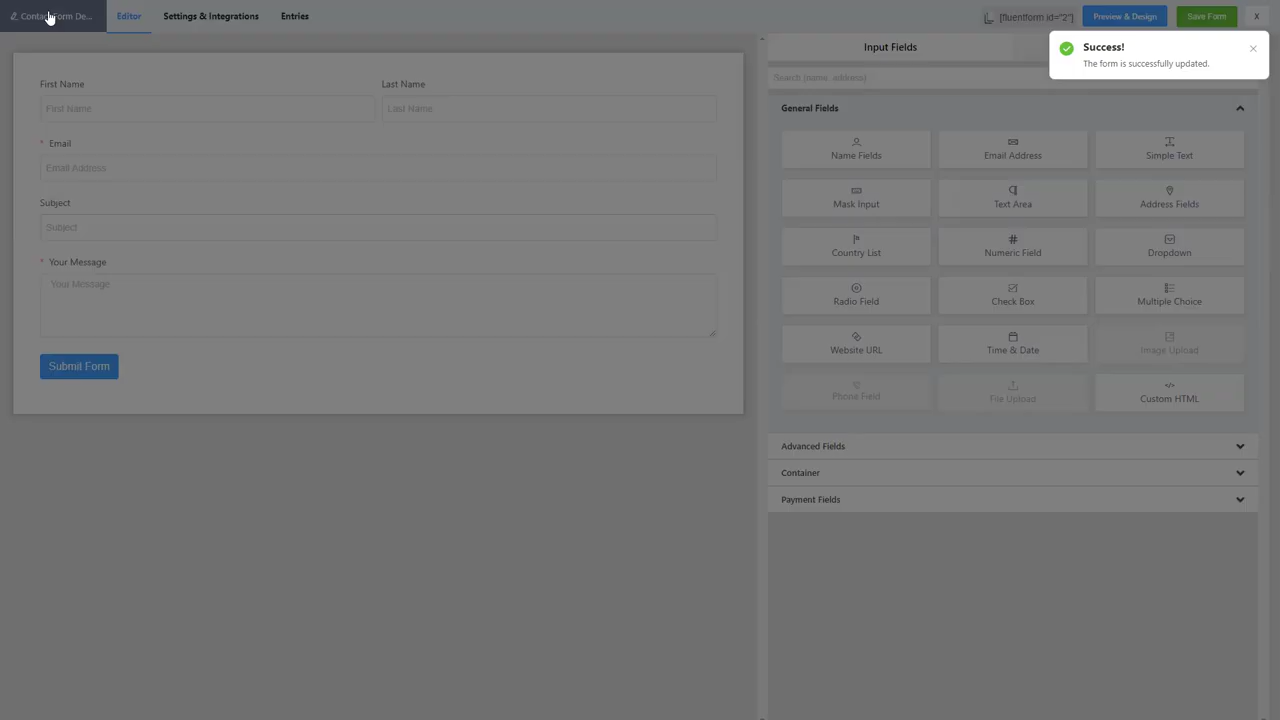 Contact Form De...
Editor
Settings & Integrations
Entries
[fluentform id="2"]
Preview & Design
Save Form
X
Success!
The form is successfully updated.
Input Fields
Search (name, address)
First Name
Last Name
First Name
Last Name
* Email
Email Address
Subject
Subject
* Your Message
Your Message
Submit Form
General Fields
Name Fields
Email Address
Simple Text
Mask Input
Text Area
Address Fields
Country List
Numeric Field
Dropdown
Radio Field
Check Box
Multiple Choice
Website URL
Time & Date
Image Upload
Phone Field
File Upload
Custom HTML
Advanced Fields
Container
Payment Fields